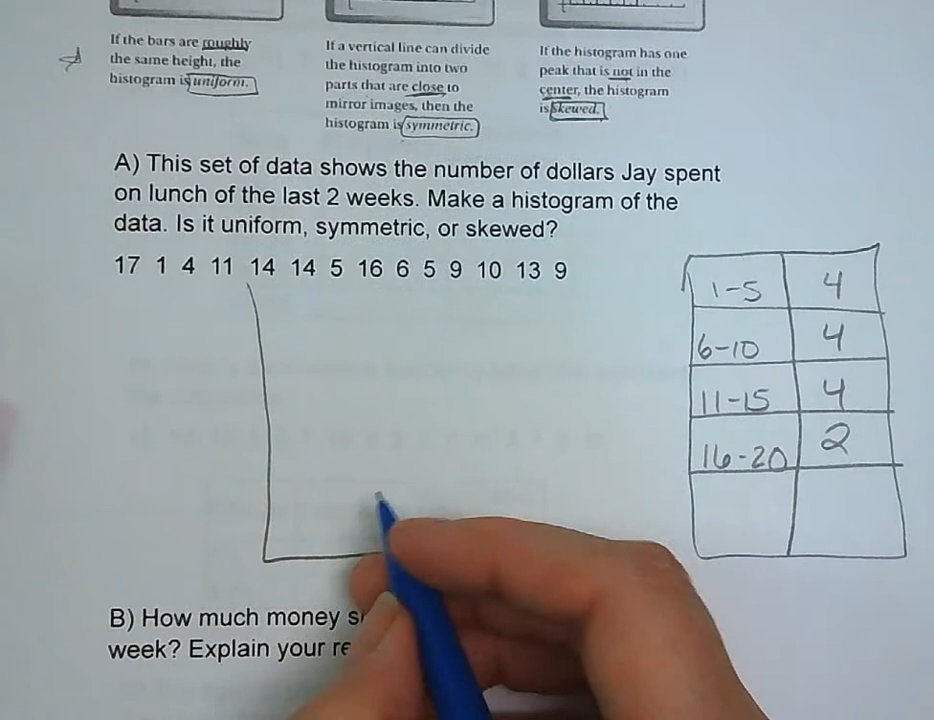 If the bars are roughly
the same height, the
histogram is uniform.
If a vertical line can divide
the histogram into two
parts that are close to
mirror images, then the
histogram is symmetric.
If the histogram has one
peak that is not in the
center, the histogram
is skewed.
A) This set of data shows the number of dollars Jay spent
on lunch of the last 2 weeks. Make a histogram of the
data. Is it uniform, symmetric, or skewed?
17 1 4 11 14 14 5 16 6 5 9 10 13 9
1-5 4
6-10 4
11-15 4
16-20 2
B) How much money
week? Explain your